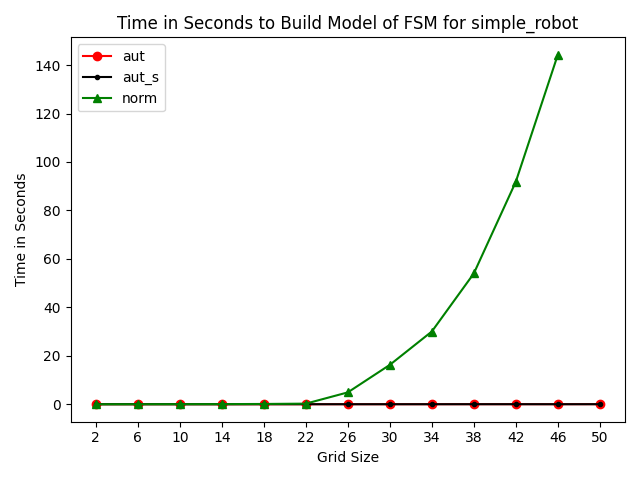 Time in Seconds to Build Model of FSM for simple_robot
aut
aut_s
norm
140
120
100
80
60
40
20
0
Time in Seconds
2 6 10 14 18 22 26 30 34 38 42 46 50
Grid Size